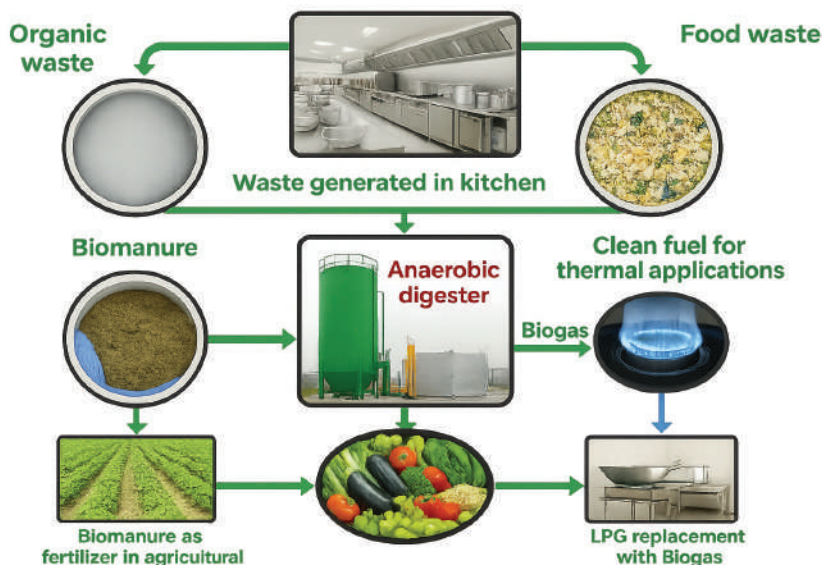 Organic
waste
Food waste
Waste generated in kitchen
Biomanure
Anaerobic
digester
Biogas
Clean fuel for
thermal applications
Biomanure as
fertilizer in agricultural
LPG replacement
with Biogas